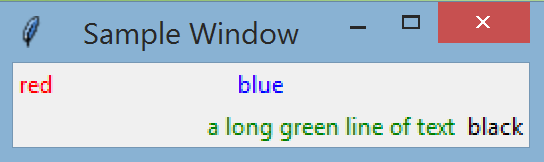 Sample Window
red blue
a long green line of text black